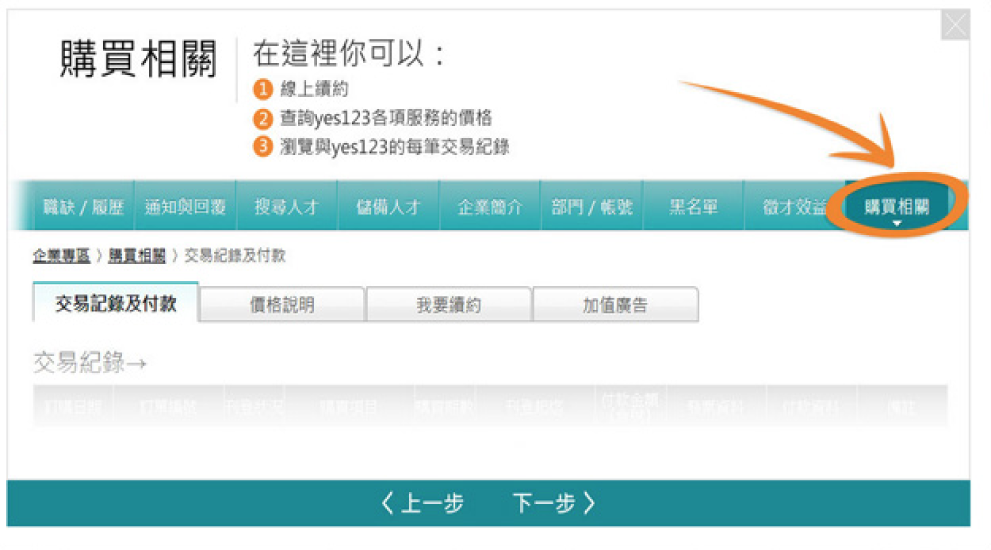 購買相關
在這裡你可以：
1 線上續約
2 查詢yes123各項服務的價格
3 瀏覽與yes123的每筆交易紀錄
職缺 / 履歷 通知與回覆 搜尋人才 儲備人才 企業簡介 部門 / 帳號 黑名單 徵才效益 購買相關
企業專區 〉 購買相關 〉 交易紀錄及付款
交易記錄及付款 價格說明 我要續約 加值廣告
交易紀錄→
〈 上一步 下一步 〉